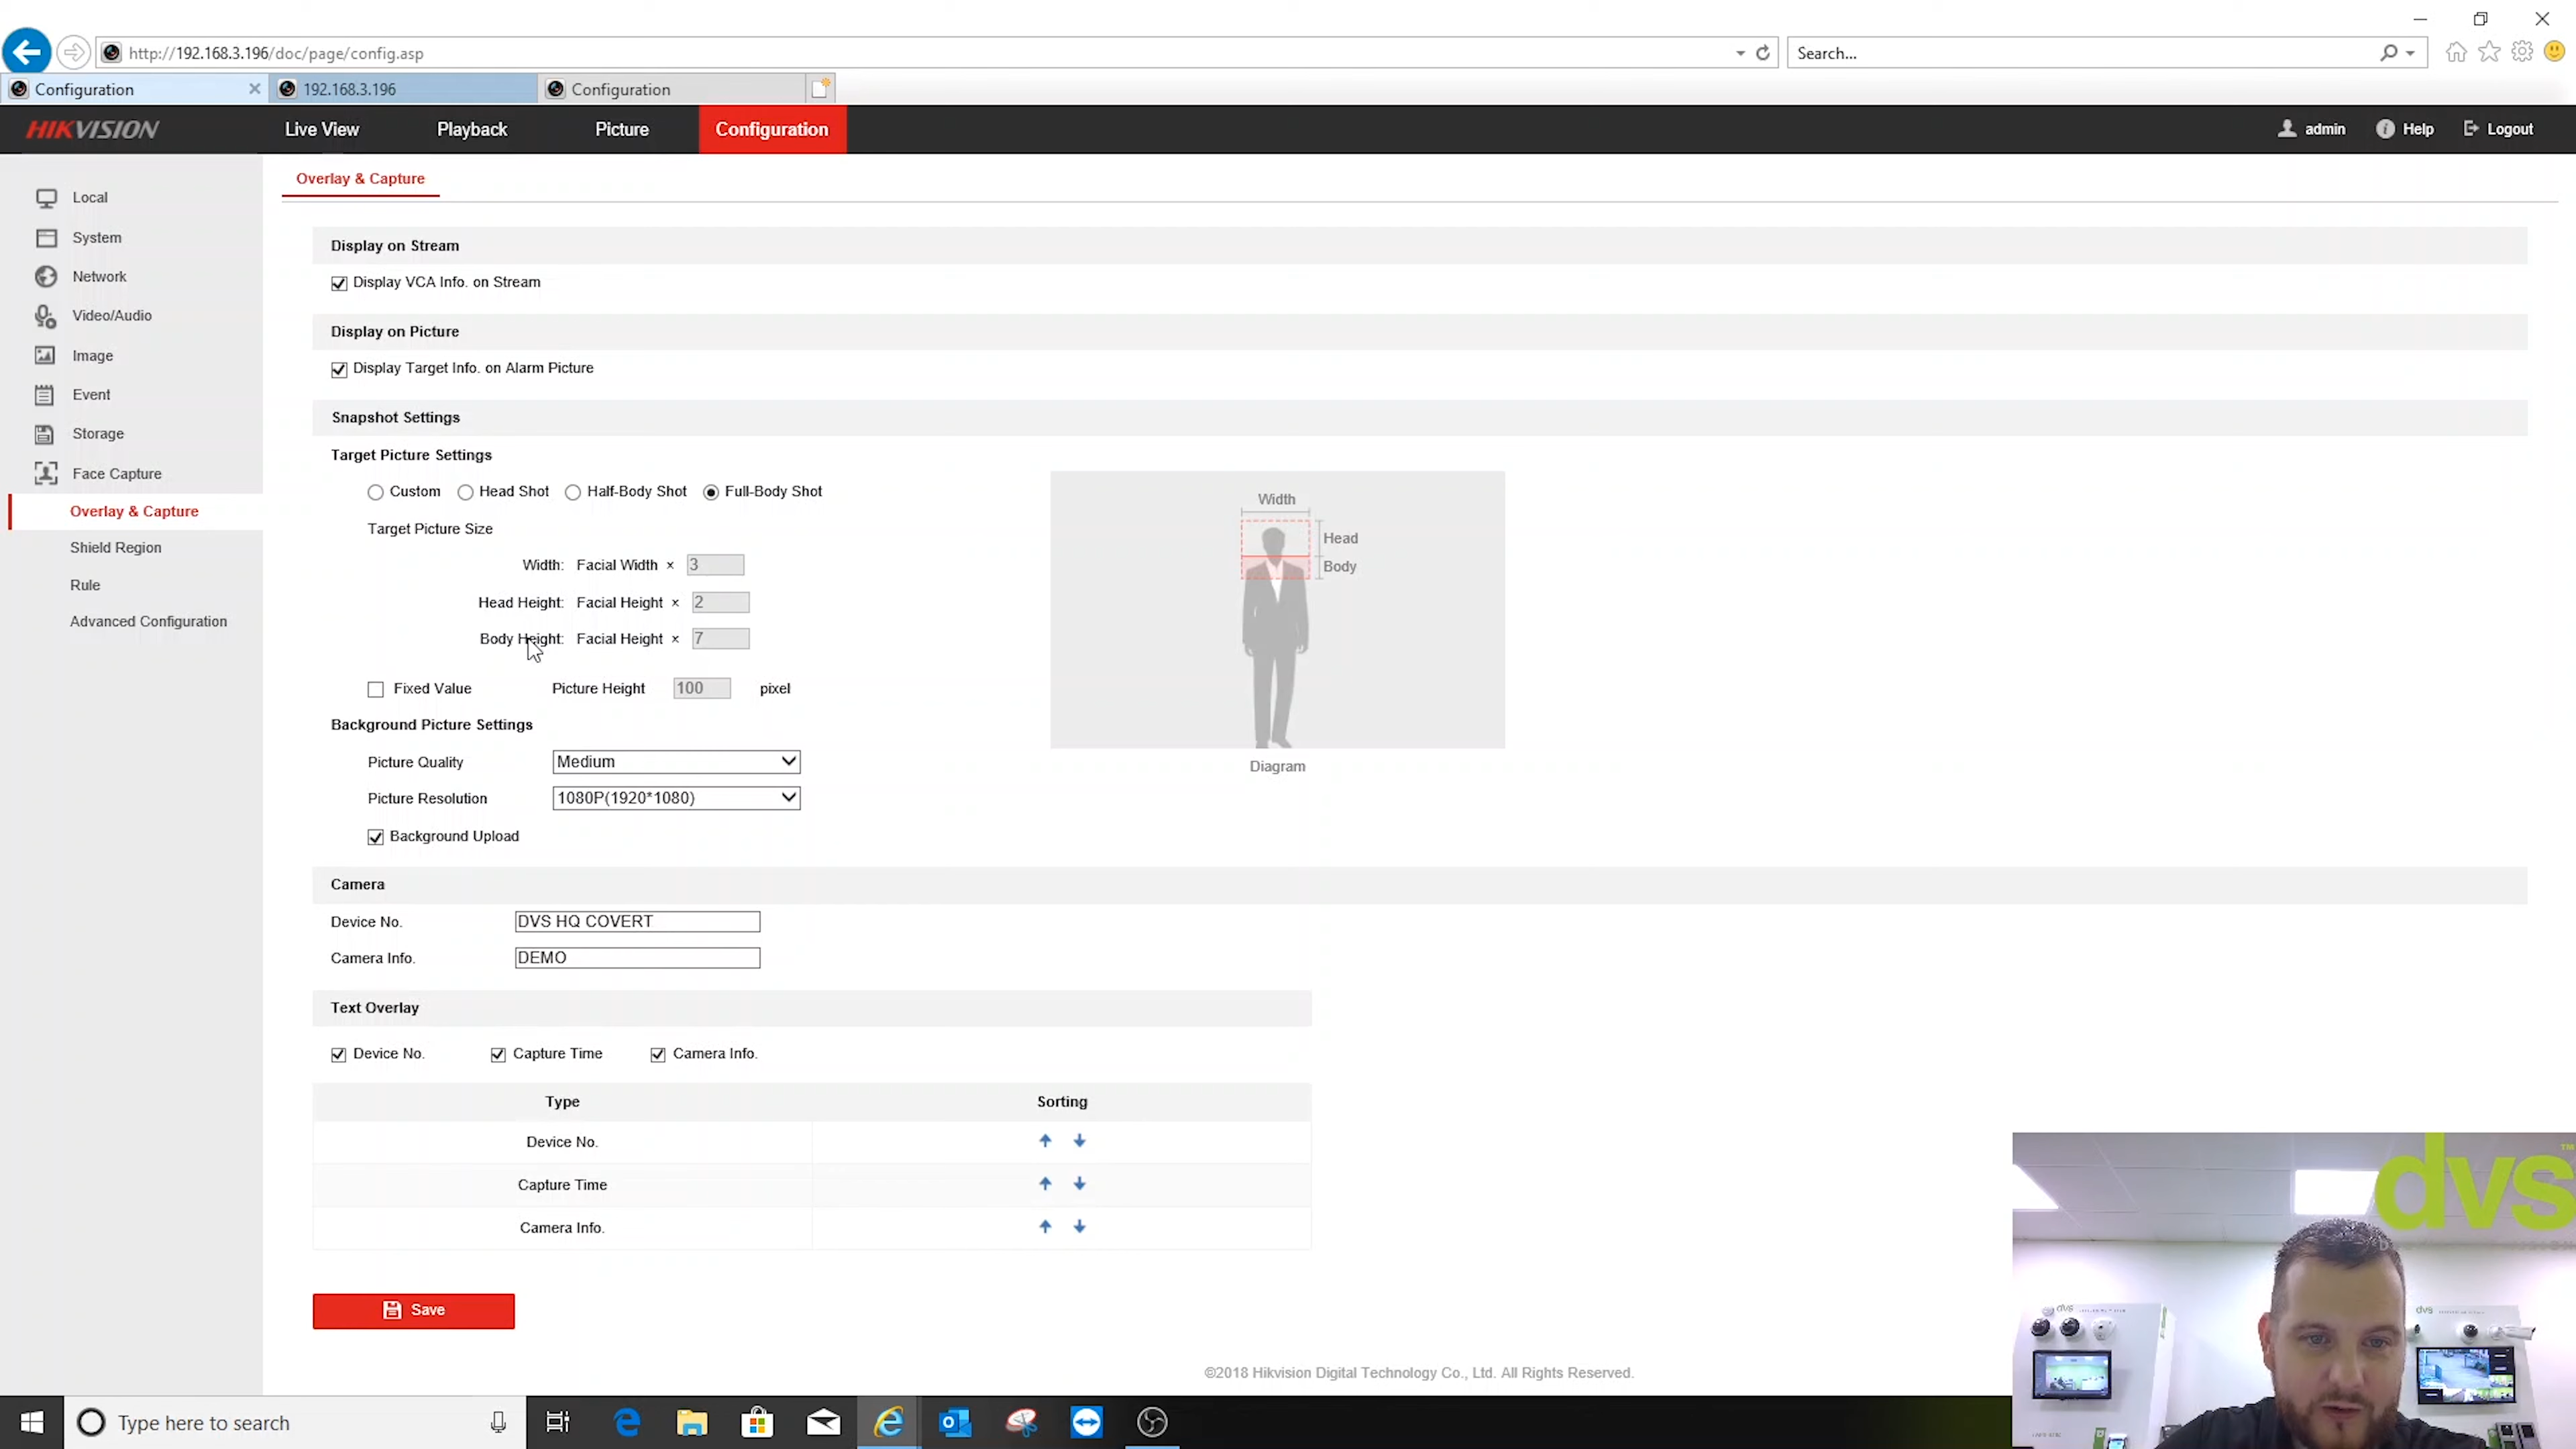 http://192.168.3.196/doc/page/config.asp
Search...
Configuration
192.168.3.196
Configuration
HIKVISION
Live View
Playback
Picture
Configuration
admin
Help
Logout
Local
System
Network
Video/Audio
Image
Event
Storage
Face Capture
Overlay & Capture
Shield Region
Rule
Advanced Configuration
Overlay & Capture
Display on Stream
Display VCA Info. on Stream
Display on Picture
Display Target Info. on Alarm Picture
Snapshot Settings
Target Picture Settings
Custom Head Shot Half-Body Shot Full-Body Shot
Target Picture Size
Width: Facial Width × 3
Head Height: Facial Height × 2
Body Height: Facial Height × 7
Fixed Value Picture Height 100 pixel
Width
Head
Body
Diagram
Background Picture Settings
Picture Quality Medium
Picture Resolution 1080P(1920*1080)
Background Upload
Camera
Device No. DVS HQ COVERT
Camera Info. DEMO
Text Overlay
Device No. Capture Time Camera Info.
Type Sorting
Device No.
Capture Time
Camera Info.
Save
©2018 Hikvision Digital Technology Co., Ltd. All Rights Reserved.
Type here to search
dvs™
dvs
dvs